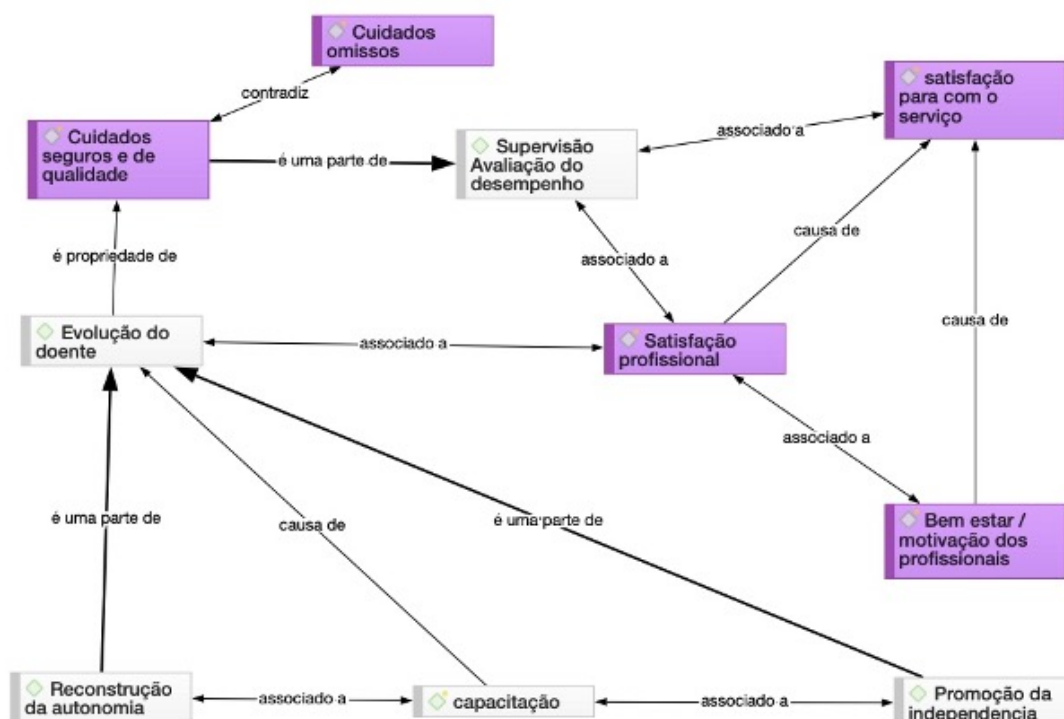 Cuidados
omissos
contradiz
satisfação
para com o
serviço
Cuidados
seguros e de
qualidade
é uma parte de
Supervisão
Avaliação do
desempenho
associado a
causa de
é propriedade de
associado a
causa de
Evolução do
doente
associado a
Satisfação
profissional
associado a
Bem estar /
motivação dos
profissionais
é uma parte de
causa de
é uma parte de
Reconstrução
da autonomia
associado a
capacitação
associado a
Promoção da
independencia